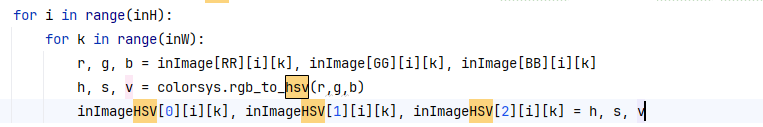 for i in range(inH):
for k in range(inW):
r, g, b = inImage[RR][i][k], inImage[GG][i][k], inImage[BB][i][k]
h, s, v = colorsys.rgb_to_hsv(r,g,b)
inImageHSV[0][i][k], inImageHSV[1][i][k], inImageHSV[2][i][k] = h, s, v